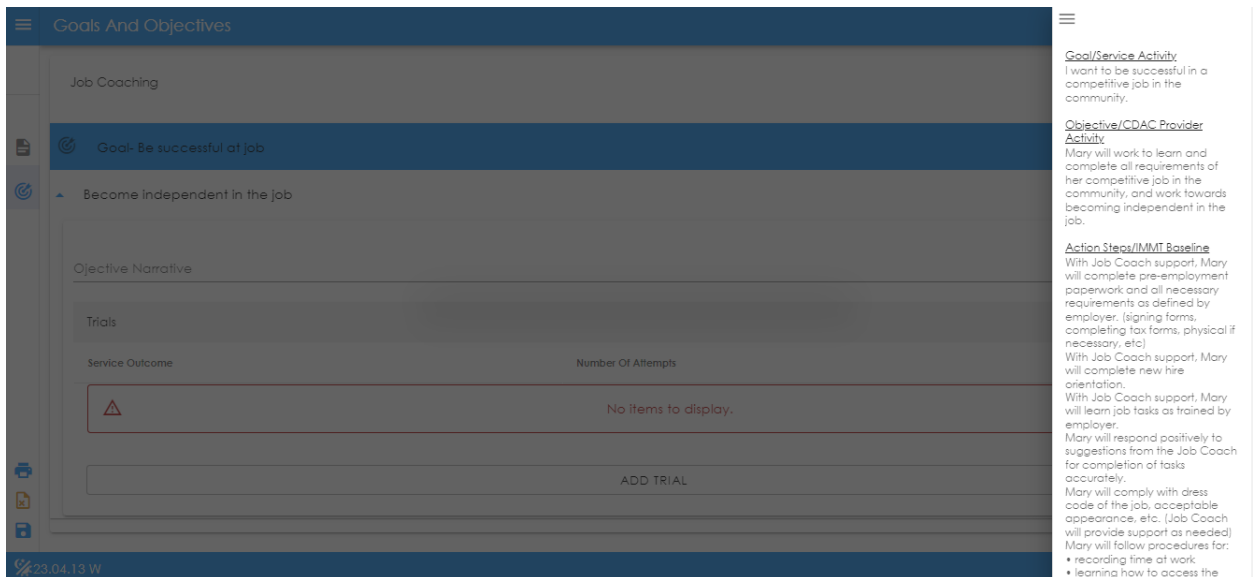 Goals And Objectives
Job Coaching
Goal- Be successful at job
Become independent in the job
Ojective Narrative
Trials
Service Outcome
Number Of Attempts
No items to display.
ADD TRIAL
23.04.13 W
Goal/Service Activity
I want to be successful in a
competitive job in the
community.
Objective/CDAC Provider
Activity
Mary will work to learn and
complete all requirements of
her competitive job in the
community, and work towards
becoming independent in the
job.
Action Steps/IMMT Baseline
With Job Coach support, Mary
will complete pre-employment
paperwork and all necessary
requirements as defined by
employer. (signing forms,
completing tax forms, physical if
necessary, etc)
With Job Coach support, Mary
will complete new hire
orientation.
With Job Coach support, Mary
will learn job tasks as trained by
employer.
Mary will respond positively to
suggestions from the Job Coach
for completion of tasks
accurately.
Mary will comply with dress
code of the job, acceptable
appearance, etc. (Job Coach
will provide support as needed)
Mary will follow procedures for:
• recording time at work
• learning how to access the